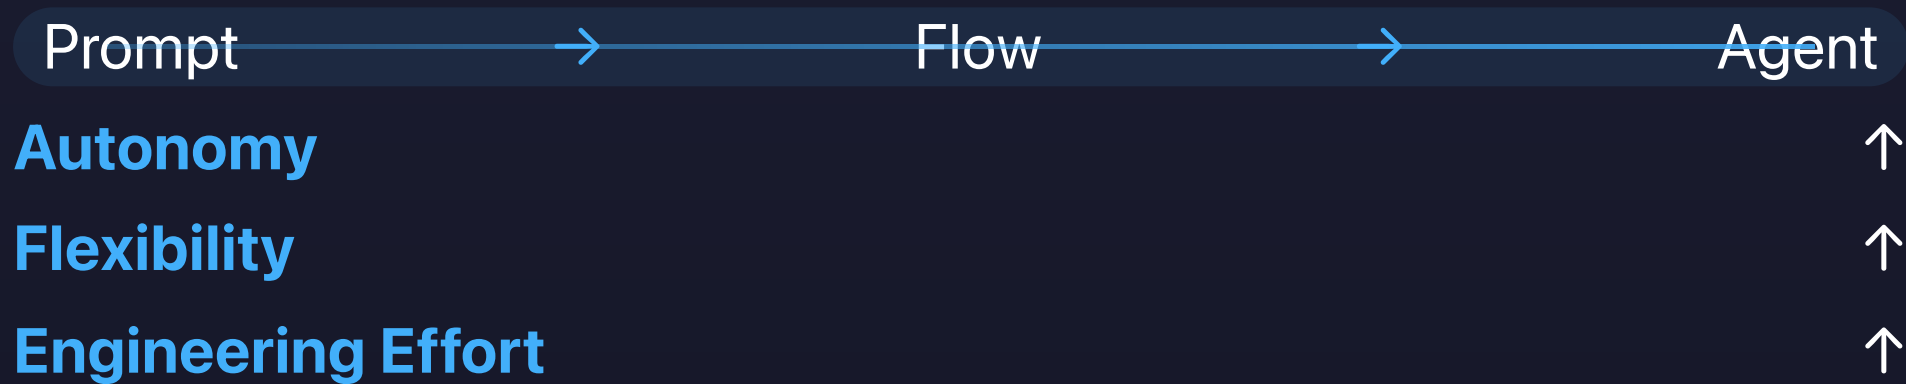 Prompt → Flow → Agent
Autonomy ↑
Flexibility ↑
Engineering Effort ↑